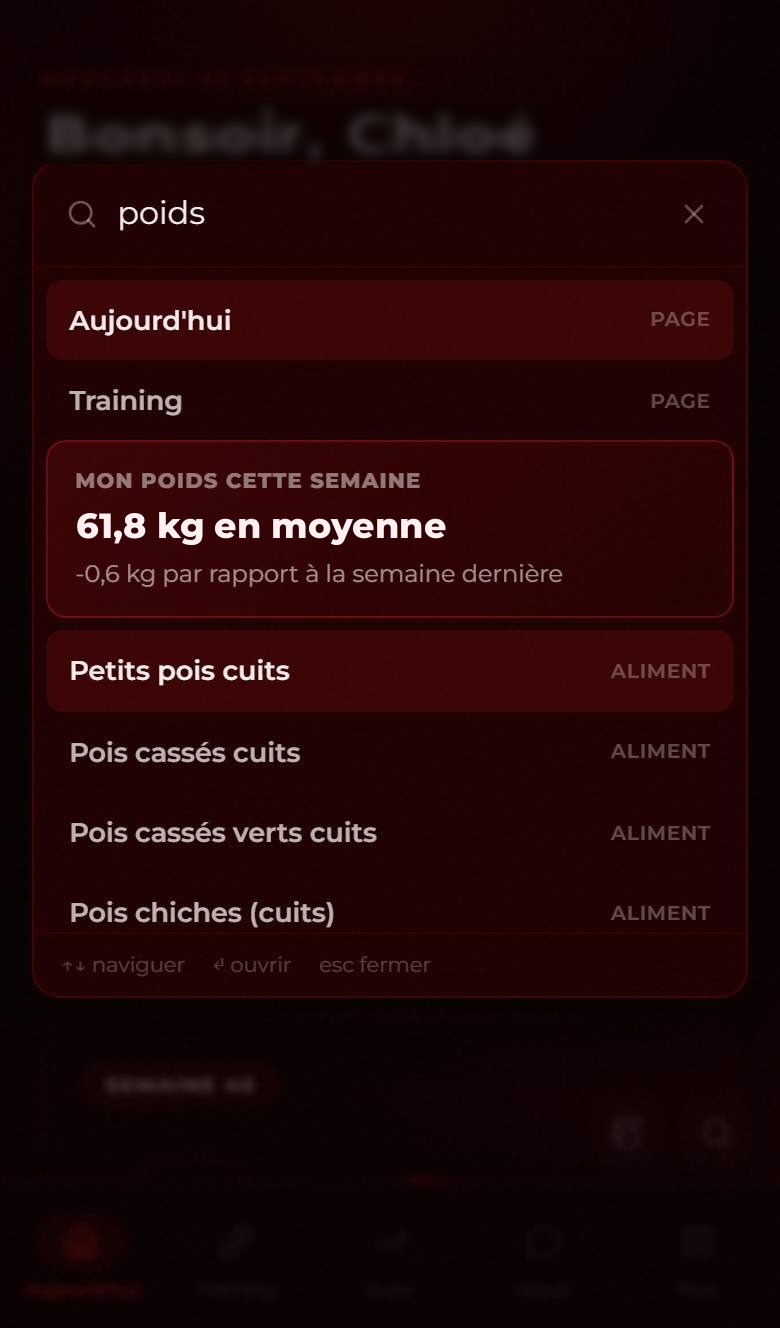 Bonsoir, Chloé
poids
Aujourd'hui PAGE
Training PAGE
MON POIDS CETTE SEMAINE
61,8 kg en moyenne
-0,6 kg par rapport à la semaine dernière
Petits pois cuits ALIMENT
Pois cassés cuits ALIMENT
Pois cassés verts cuits ALIMENT
Pois chiches (cuits) ALIMENT
↑↓ naviguer ↵ ouvrir esc fermer